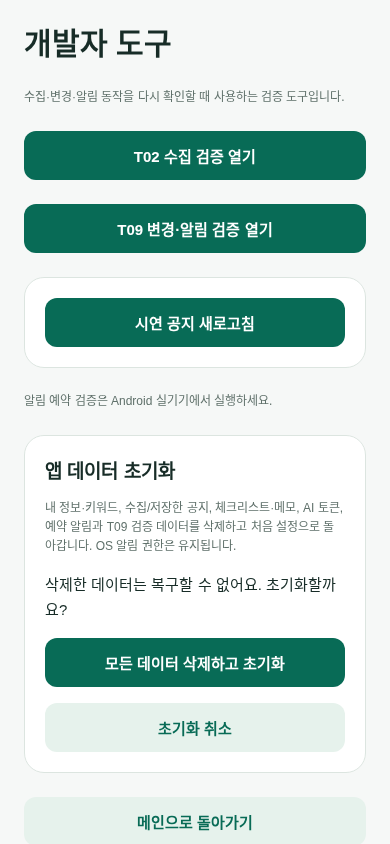 개발자 도구
수집·변경·알림 동작을 다시 확인할 때 사용하는 검증 도구입니다.
T02 수집 검증 열기
T09 변경·알림 검증 열기
시연 공지 새로고침
알림 예약 검증은 Android 실기기에서 실행하세요.
앱 데이터 초기화
내 정보·키워드, 수집/저장한 공지, 체크리스트·메모, AI 토큰,
예약 알림과 T09 검증 데이터를 삭제하고 처음 설정으로 돌
아갑니다. OS 알림 권한은 유지됩니다.
삭제한 데이터는 복구할 수 없어요. 초기화할까
요?
모든 데이터 삭제하고 초기화
초기화 취소
메인으로 돌아가기